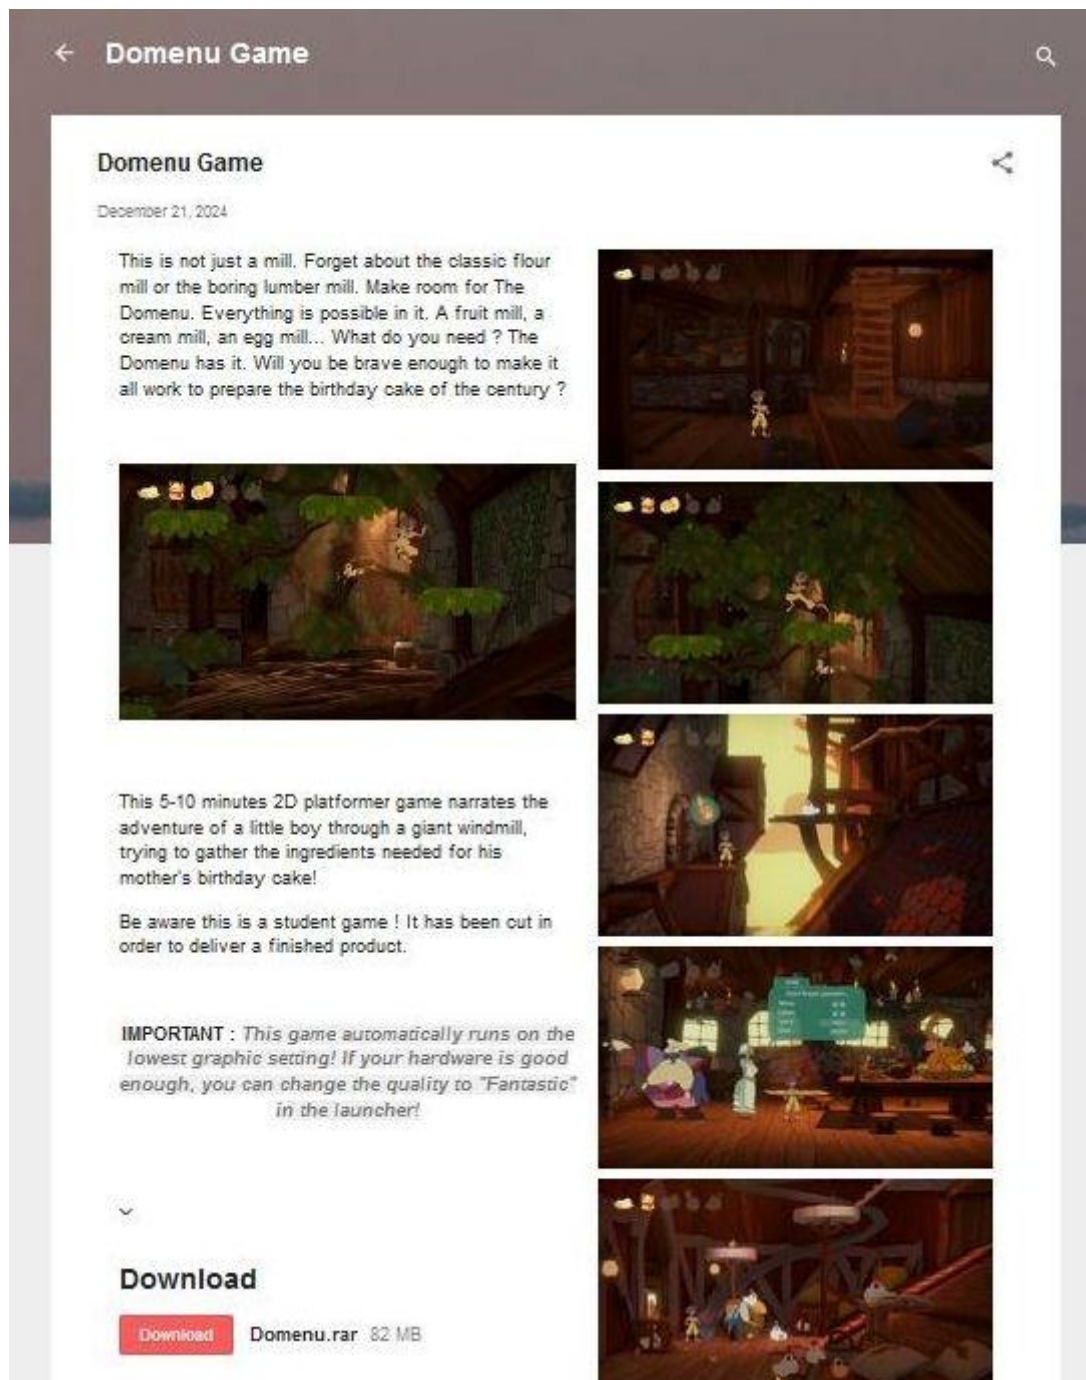 Domenu Game
Domenu Game
December 21, 2024
This is not just a mill. Forget about the classic flour
mill or the boring lumber mill. Make room for The
Domenu. Everything is possible in it. A fruit mill, a
cream mill, an egg mill... What do you need ? The
Domenu has it. Will you be brave enough to make it
all work to prepare the birthday cake of the century ?
This 5-10 minutes 2D platformer game narrates the
adventure of a little boy through a giant windmill,
trying to gather the ingredients needed for his
mother's birthday cake!
Be aware this is a student game ! It has been cut in
order to deliver a finished product.
IMPORTANT : This game automatically runs on the
lowest graphic setting! If your hardware is good
enough, you can change the quality to "Fantastic"
in the launcher!
Download
Download Domenu.rar 82 MB